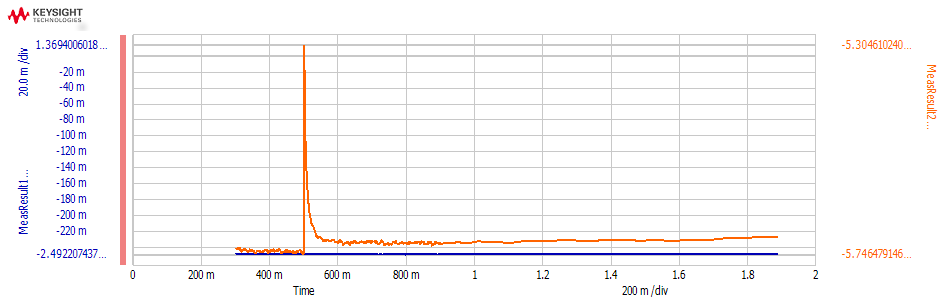 KEYSIGHT
TECHNOLOGIES
1.3694006018...
-5.304610240...
20.0 m /div
-20 m
-40 m
-60 m
-80 m
-100 m
-120 m
-140 m
-160 m
-180 m
-200 m
-220 m
MeasResult1...
MeasResult2...
-2.492207437...
-5.746479146...
0
200 m
400 m
600 m
800 m
1
1.2
1.4
1.6
1.8
2
Time
200 m /div